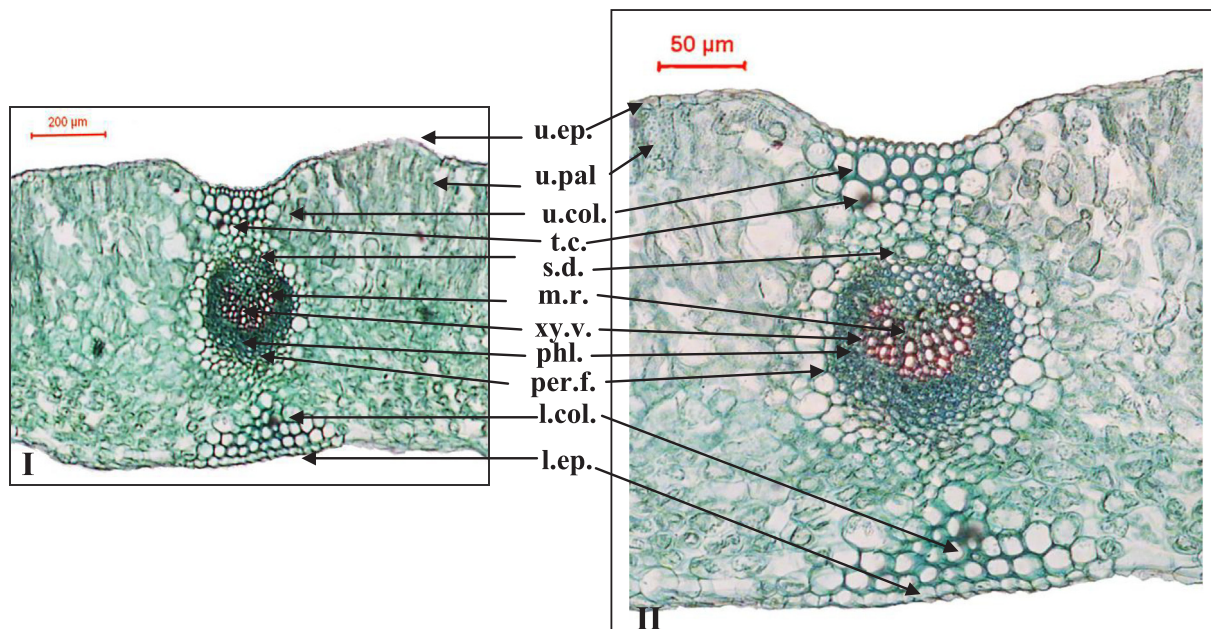 200 µm
50 µm
u.ep.
u.pal
u.col.
t.c.
s.d.
m.r.
xy.v.
phl.
per.f.
l.col.
l.ep.
I
II